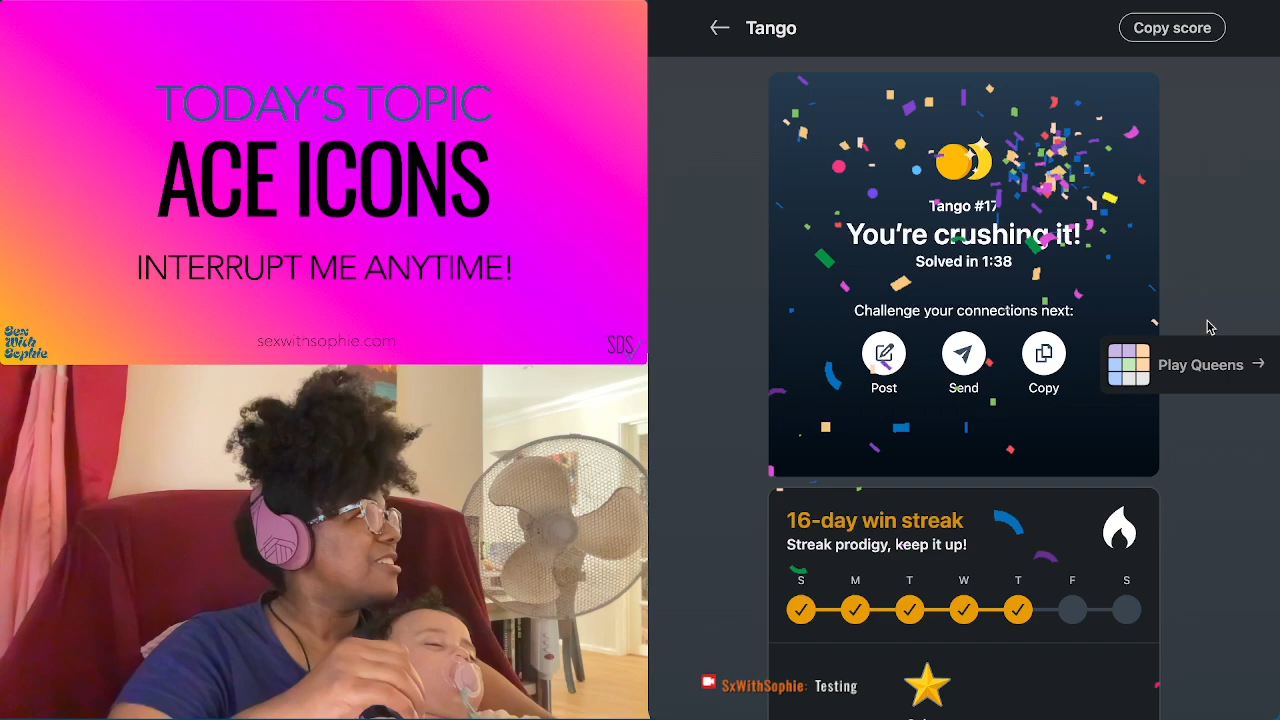 TODAY'S TOPIC
ACE ICONS
INTERRUPT ME ANYTIME!
Sex
With
Sophie
sexwithsophie.com
SDS
Tango
Copy score
Tango #17
You're crushing it!
Solved in 1:38
Challenge your connections next:
Post
Send
Copy
Play Queens
16-day win streak
Streak prodigy, keep it up!
S M T W T F S
SxWithSophie: Testing